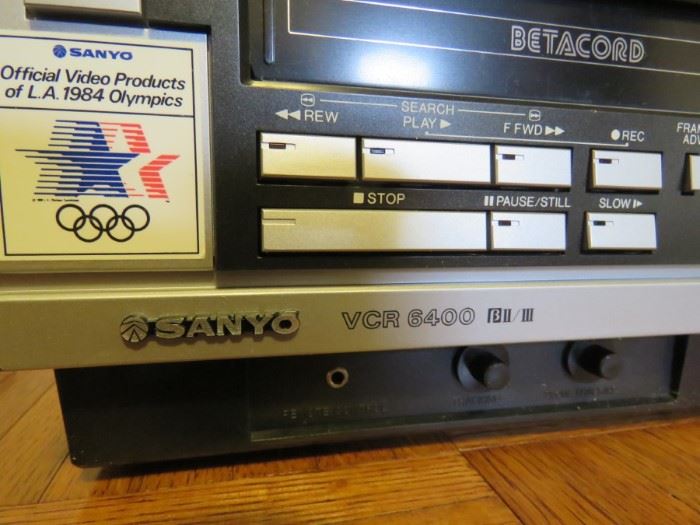 SANYO
Official Video Products
of L.A. 1984 Olympics
BETACORD
SEARCH
◀◀ REW PLAY ▶ F FWD ▶▶ ●REC
■ STOP ❚❚ PAUSE/STILL SLOW ❚▶
SANYO VCR 6400 βII/III